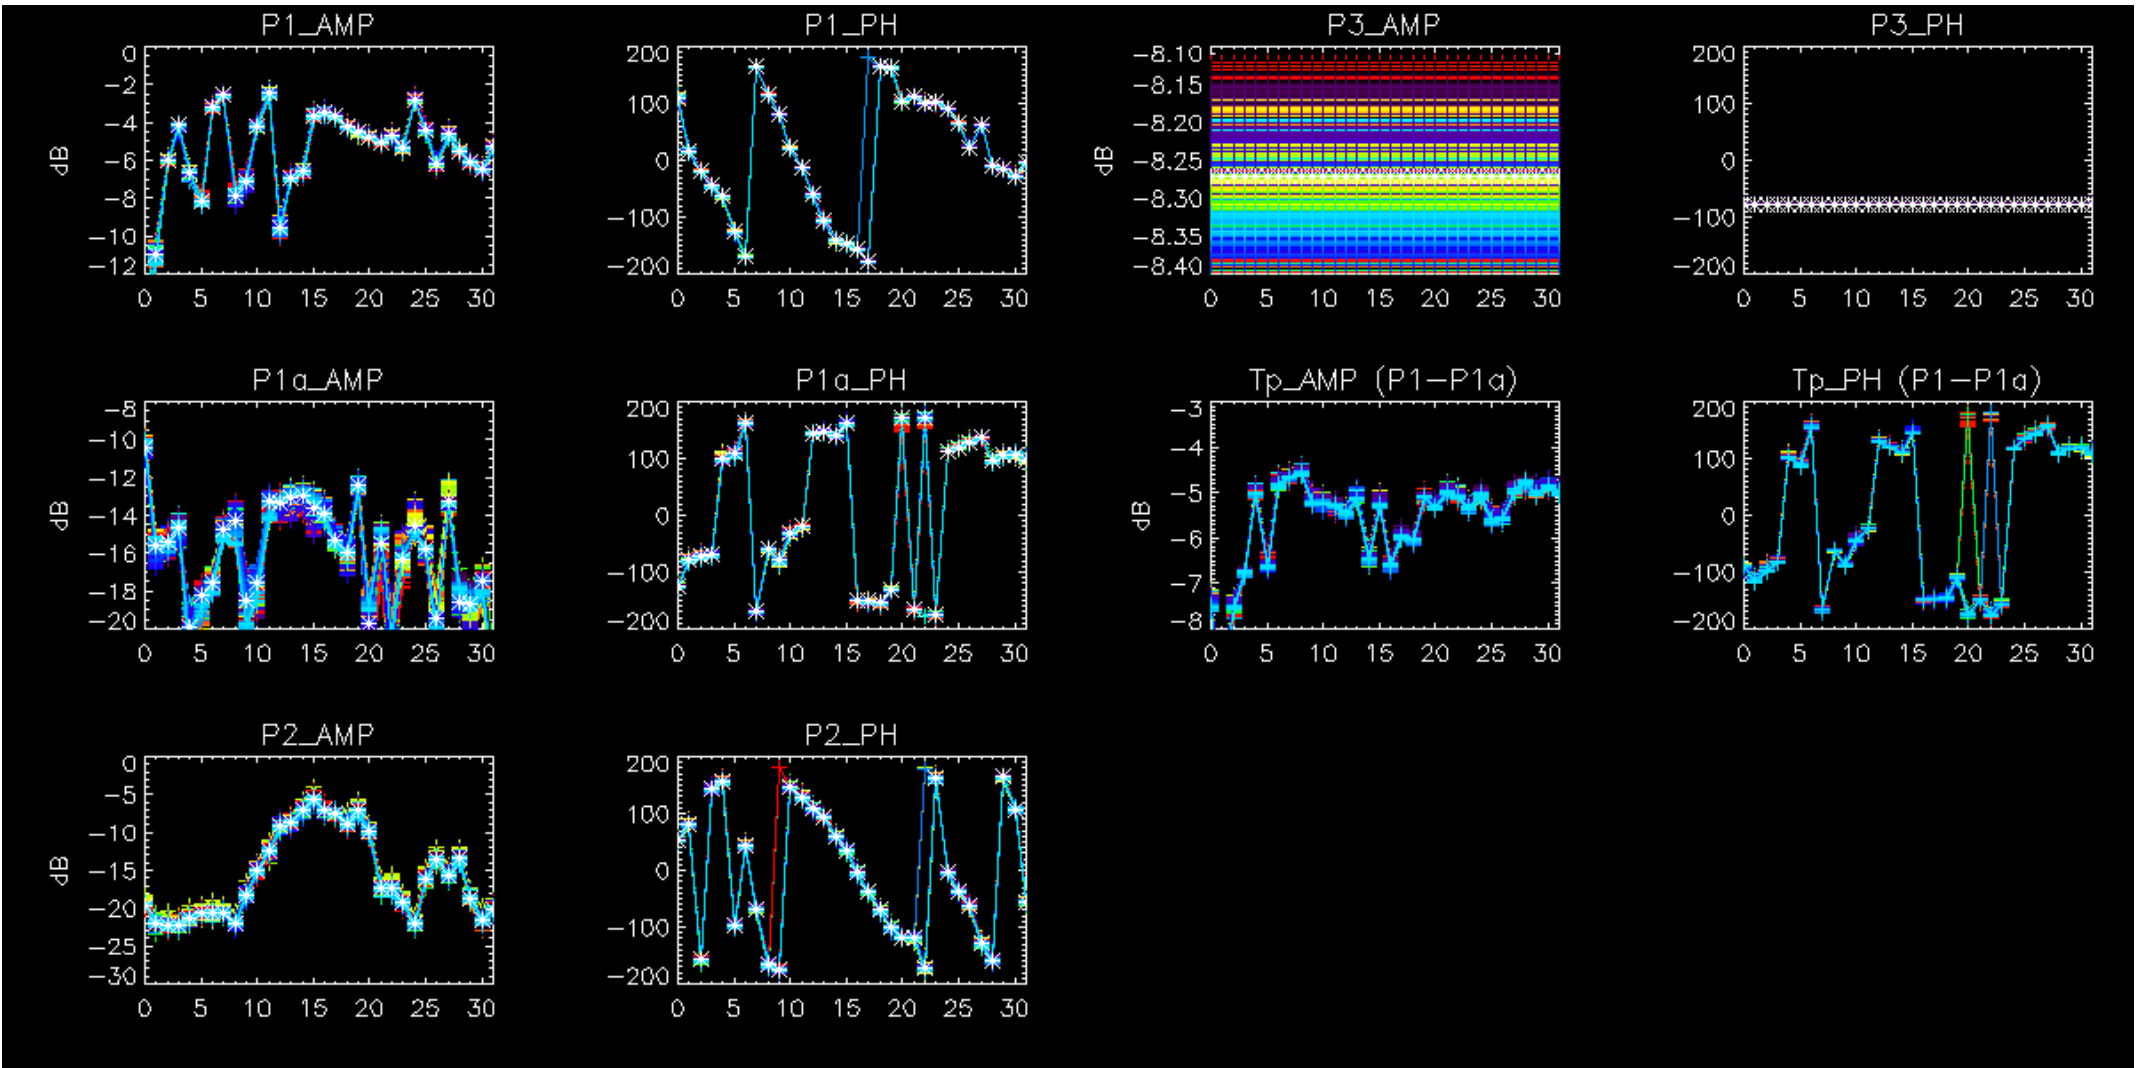 P1_AMP
P1_PH
P3_AMP
P3_PH
0
−2
−4
−6
−8
−10
−12
dB
0 5 10 15 20 25 30
200
100
0
−100
−200
0 5 10 15 20 25 30
−8.10
−8.15
−8.20
−8.25
−8.30
−8.35
−8.40
dB
0 5 10 15 20 25 30
200
100
0
−100
−200
0 5 10 15 20 25 30
P1a_AMP
P1a_PH
Tp_AMP (P1−P1a)
Tp_PH (P1−P1a)
−8
−10
−12
−14
−16
−18
−20
dB
0 5 10 15 20 25 30
200
100
0
−100
−200
0 5 10 15 20 25 30
−3
−4
−5
−6
−7
−8
dB
0 5 10 15 20 25 30
200
100
0
−100
−200
0 5 10 15 20 25 30
P2_AMP
P2_PH
0
−5
−10
−15
−20
−25
−30
dB
0 5 10 15 20 25 30
200
100
0
−100
−200
0 5 10 15 20 25 30